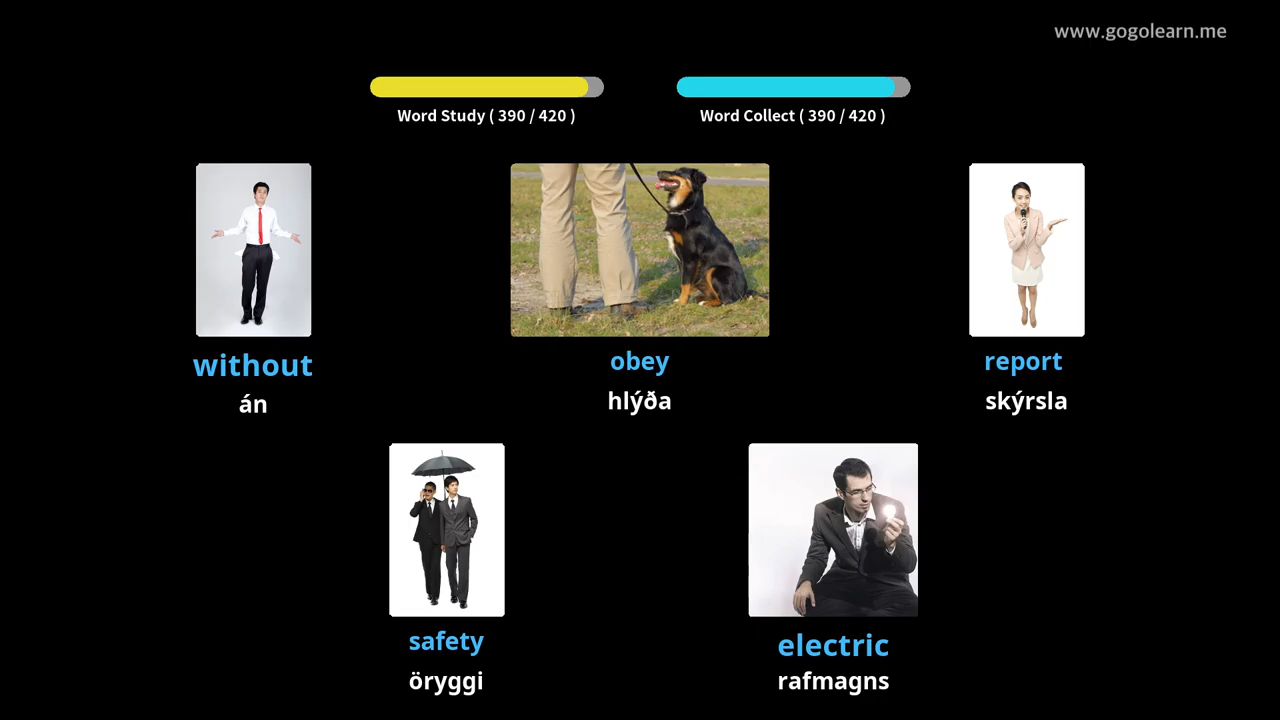 www.gogolearn.me
Word Study ( 390 / 420 )
Word Collect ( 390 / 420 )
without
án
obey
hlýða
report
skýrsla
safety
öryggi
electric
rafmagns